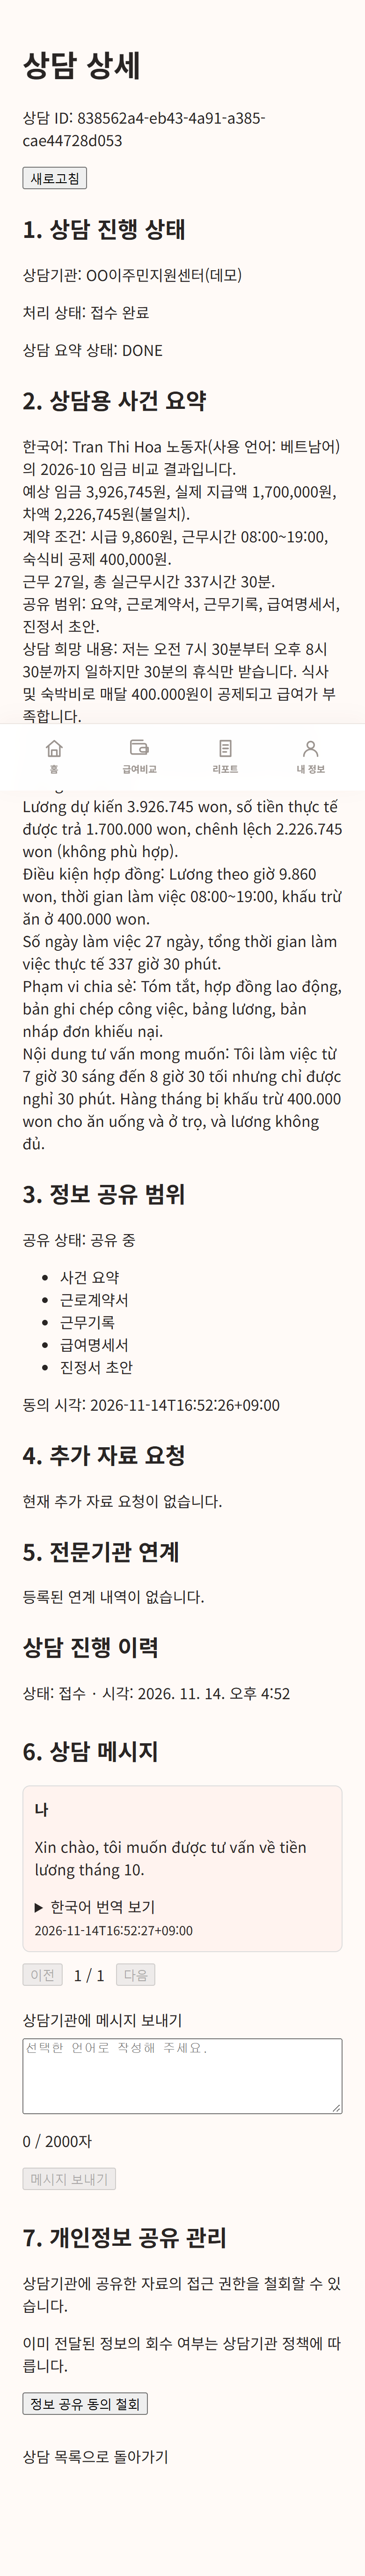 상담 상세
상담 ID: 838562a4-eb43-4a91-a385-
cae44728d053
새로고침
1. 상담 진행 상태
상담기관: OO이주민지원센터(데모)
처리 상태: 접수 완료
상담 요약 상태: DONE
2. 상담용 사건 요약
한국어: Tran Thi Hoa 노동자(사용 언어: 베트남어)
의 2026-10 임금 비교 결과입니다.
예상 임금 3,926,745원, 실제 지급액 1,700,000원,
차액 2,226,745원(불일치).
계약 조건: 시급 9,860원, 근무시간 08:00~19:00,
숙식비 공제 400,000원.
근무 27일, 총 실근무시간 337시간 30분.
공유 범위: 요약, 근로계약서, 근무기록, 급여명세서,
진정서 초안.
상담 희망 내용: 저는 오전 7시 30분부터 오후 8시
30분까지 일하지만 30분의 휴식만 받습니다. 식사
및 숙박비로 매달 400.000원이 공제되고 급여가 부
족합니다.
홈 급여비교 리포트 내 정보
Lương dự kiến 3.926.745 won, số tiền thực tế
được trả 1.700.000 won, chênh lệch 2.226.745
won (không phù hợp).
Điều kiện hợp đồng: Lương theo giờ 9.860
won, thời gian làm việc 08:00~19:00, khấu trừ
ăn ở 400.000 won.
Số ngày làm việc 27 ngày, tổng thời gian làm
việc thực tế 337 giờ 30 phút.
Phạm vi chia sẻ: Tóm tắt, hợp đồng lao động,
bản ghi chép công việc, bảng lương, bản
nháp đơn khiếu nại.
Nội dung tư vấn mong muốn: Tôi làm việc từ
7 giờ 30 sáng đến 8 giờ 30 tối nhưng chỉ được
nghỉ 30 phút. Hàng tháng bị khấu trừ 400.000
won cho ăn uống và ở trọ, và lương không
đủ.
3. 정보 공유 범위
공유 상태: 공유 중
• 사건 요약
• 근로계약서
• 근무기록
• 급여명세서
• 진정서 초안
동의 시각: 2026-11-14T16:52:26+09:00
4. 추가 자료 요청
현재 추가 자료 요청이 없습니다.
5. 전문기관 연계
등록된 연계 내역이 없습니다.
상담 진행 이력
상태: 접수 · 시각: 2026. 11. 14. 오후 4:52
6. 상담 메시지
나
Xin chào, tôi muốn được tư vấn về tiền
lương tháng 10.
▶ 한국어 번역 보기
2026-11-14T16:52:27+09:00
이전 1 / 1 다음
상담기관에 메시지 보내기
선택한 언어로 작성해 주세요.
0 / 2000자
메시지 보내기
7. 개인정보 공유 관리
상담기관에 공유한 자료의 접근 권한을 철회할 수 있
습니다.
이미 전달된 정보의 회수 여부는 상담기관 정책에 따
릅니다.
정보 공유 동의 철회
상담 목록으로 돌아가기